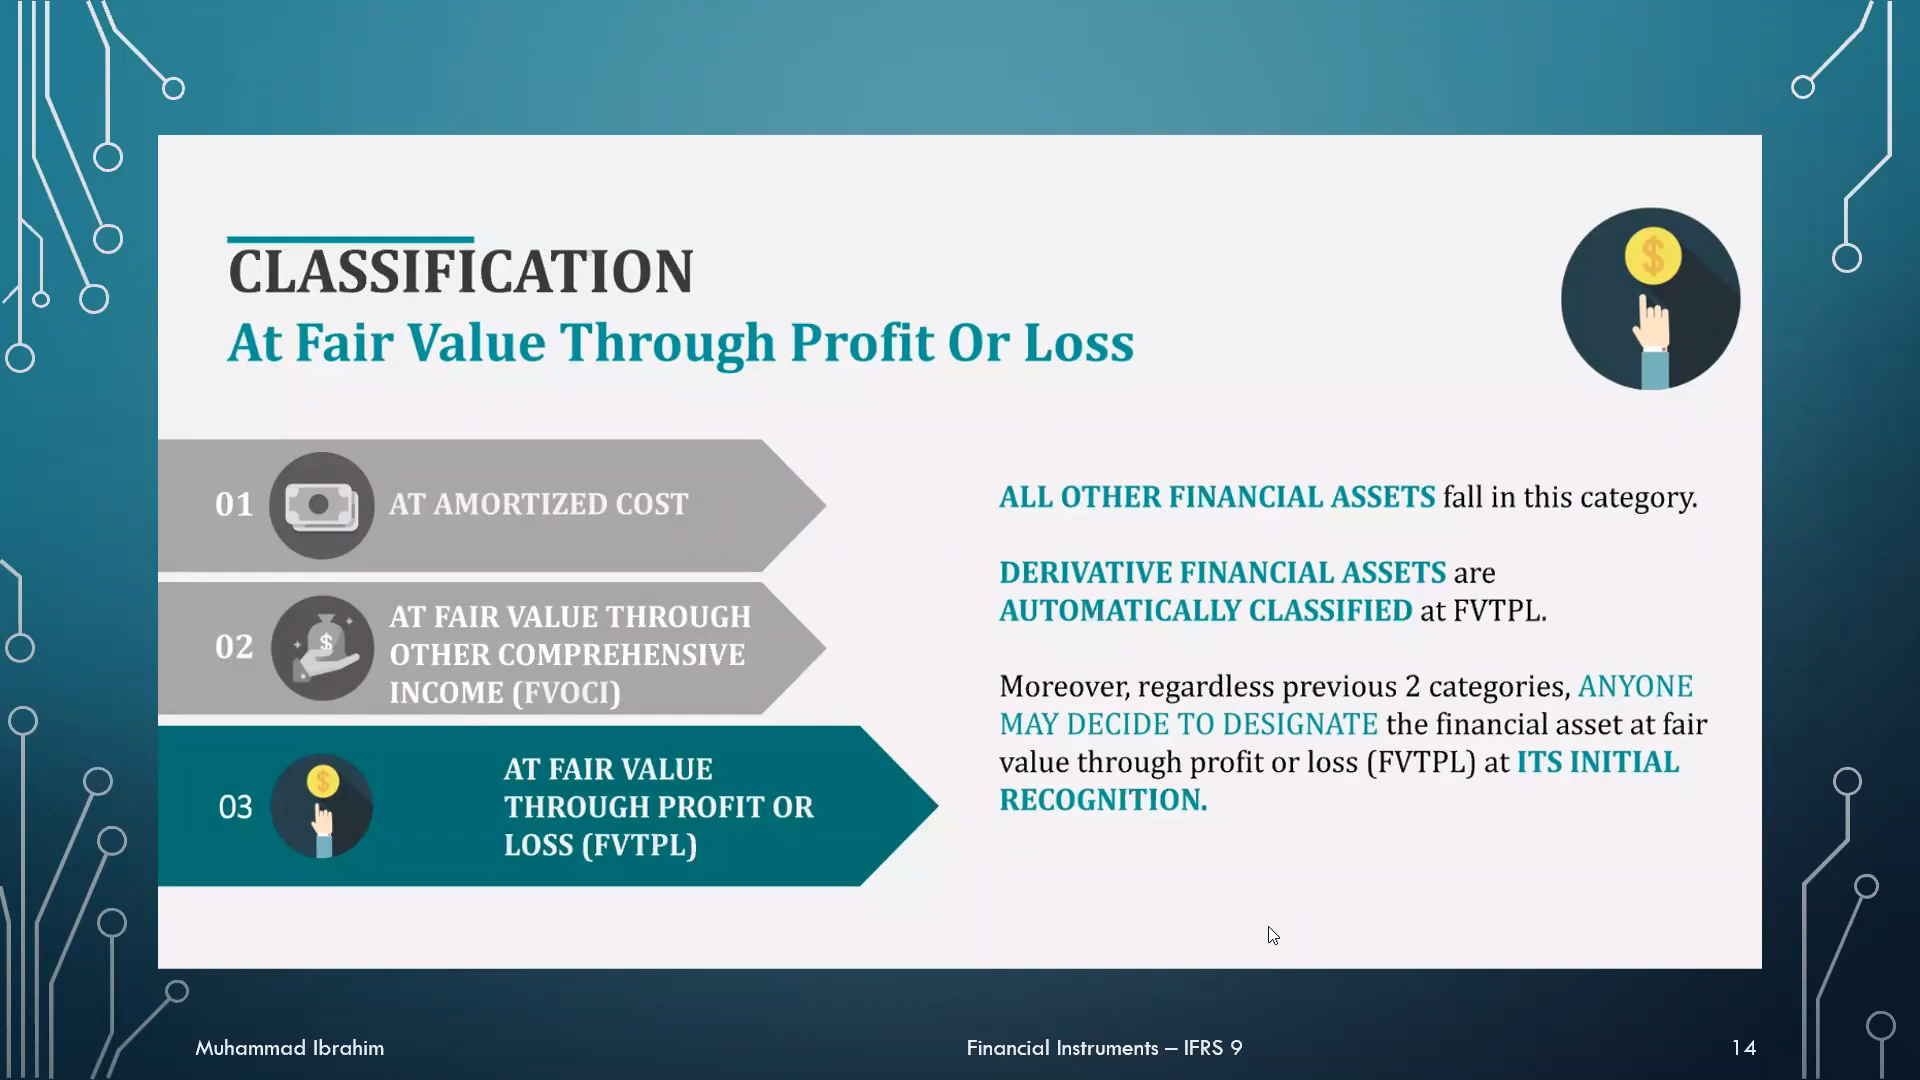 CLASSIFICATION
At Fair Value Through Profit Or Loss
01
AT AMORTIZED COST
02
AT FAIR VALUE THROUGH
OTHER COMPREHENSIVE
INCOME (FVOCI)
03
AT FAIR VALUE
THROUGH PROFIT OR
LOSS (FVTPL)
ALL OTHER FINANCIAL ASSETS fall in this category.
DERIVATIVE FINANCIAL ASSETS are
AUTOMATICALLY CLASSIFIED at FVTPL.
Moreover, regardless previous 2 categories, ANYONE
MAY DECIDE TO DESIGNATE the financial asset at fair
value through profit or loss (FVTPL) at ITS INITIAL
RECOGNITION.
Muhammad Ibrahim
Financial Instruments – IFRS 9
14